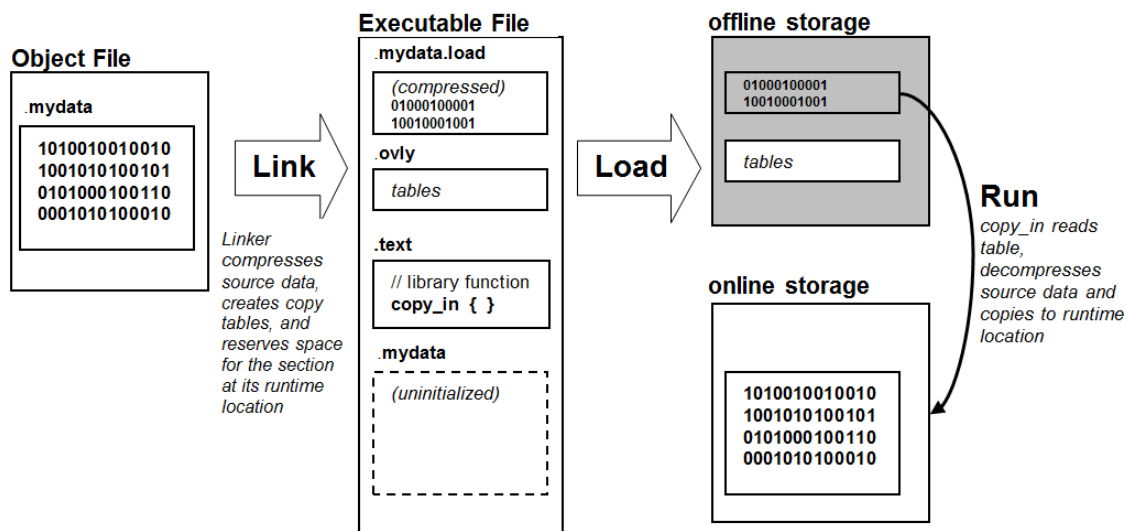 Object File
.mydata
1010010010010
1001010100101
0101000100110
0001010100010
Link
Linker
compresses
source data,
creates copy
tables, and
reserves space
for the section
at its runtime
location
Executable File
.mydata.load
(compressed)
01000100001
10010001001
.ovly
tables
.text
// library function
copy_in { }
.mydata
(uninitialized)
Load
offline storage
01000100001
10010001001
tables
Run
copy_in reads
table,
decompresses
source data and
copies to runtime
location
online storage
1010010010010
1001010100101
0101000100110
0001010100010